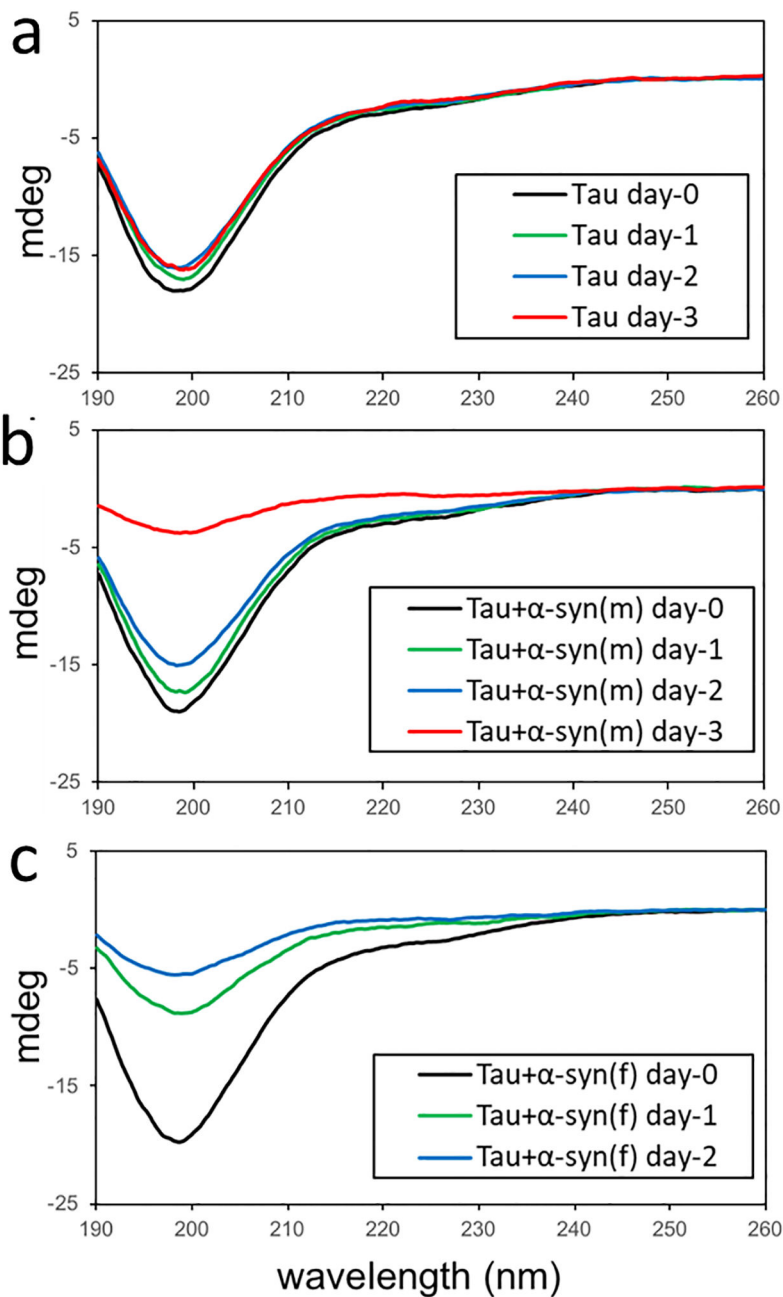 a
5
-5
-15
-25
mdeg
Tau day-0
Tau day-1
Tau day-2
Tau day-3
190 200 210 220 230 240 250 260
b
5
-5
-15
-25
mdeg
Tau+α-syn(m) day-0
Tau+α-syn(m) day-1
Tau+α-syn(m) day-2
Tau+α-syn(m) day-3
190 200 210 220 230 240 250 260
c
5
-5
-15
-25
mdeg
Tau+α-syn(f) day-0
Tau+α-syn(f) day-1
Tau+α-syn(f) day-2
190 200 210 220 230 240 250 260
wavelength (nm)